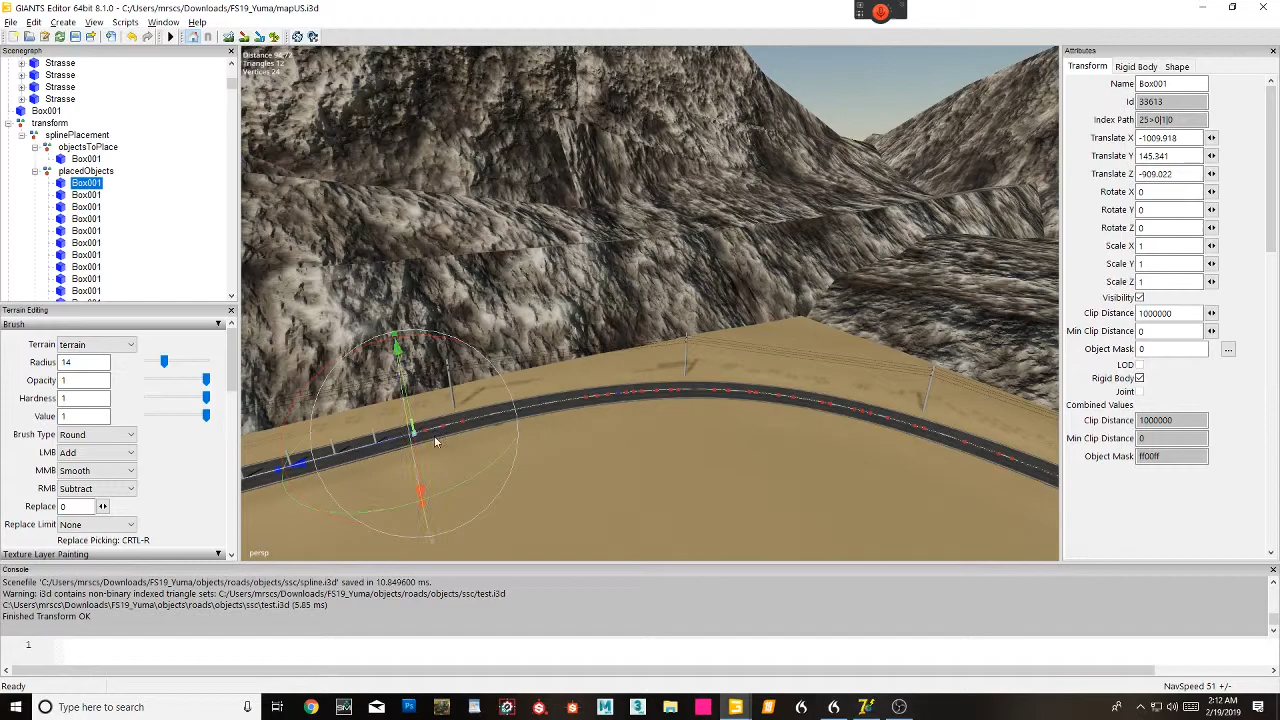 GIANTS Editor 64bit 8.1.0 - C:/Users/mrscs/Downloads/FS19_Yuma/mapUS.i3d
File Edit View Scripts Create Window Help
Scenegraph
Strasse
Strasse
Strasse
Strasse
Box001
transform
splinePlacement
objectsToPlace
Box001
placedObjects
Box001
Box001
Box001
Box001
Box001
Box001
Box001
Box001
Box001
Terrain Editing
Brush
Terrain terrain
Radius 14
Opacity 1
Hardness 1
Value 1
Brush Type Round
LMB Add
MMB Smooth
RMB Subtract
Replace 0
Replace Limit None
Replace Picking: CRTL-R
Texture Layer Painting
Triangles 12
Vertices 24
persp
Attributes
Transform Rigid Body Shape
Name Box001
Id 33613
Index Path 25>0|1|0
Translate X -1009.918
Translate Y 145.341
Translate Z -909.022
Rotate X 0
Rotate Y 0
Rotate Z 0
Scale X 1
Scale Y 1
Scale Z 1
Visibility
Clip Distance 1000000
Min Clip Distance 0
Object Mask 0 ...
LOD
Rigid Body
Joint
Combined Values
Clip Distance 1000000
Min Clip Distance 0
Object Mask ff00ff
Console
Scenefile 'C:/Users/mrscs/Downloads/FS19_Yuma/objects/roads/objects/ssc/spline.i3d' saved in 10.849600 ms.
Warning: i3d contains non-binary indexed triangle sets: C:/Users/mrscs/Downloads/FS19_Yuma/objects/roads/objects/ssc/test.i3d
C:\Users\mrscs\Downloads\FS19_Yuma\objects\roads\objects\ssc\test.i3d (5.85 ms)
Finished Transform OK
1
Ready
NavSpeed 51 +/-
Type here to search
2:12 AM
2/19/2019